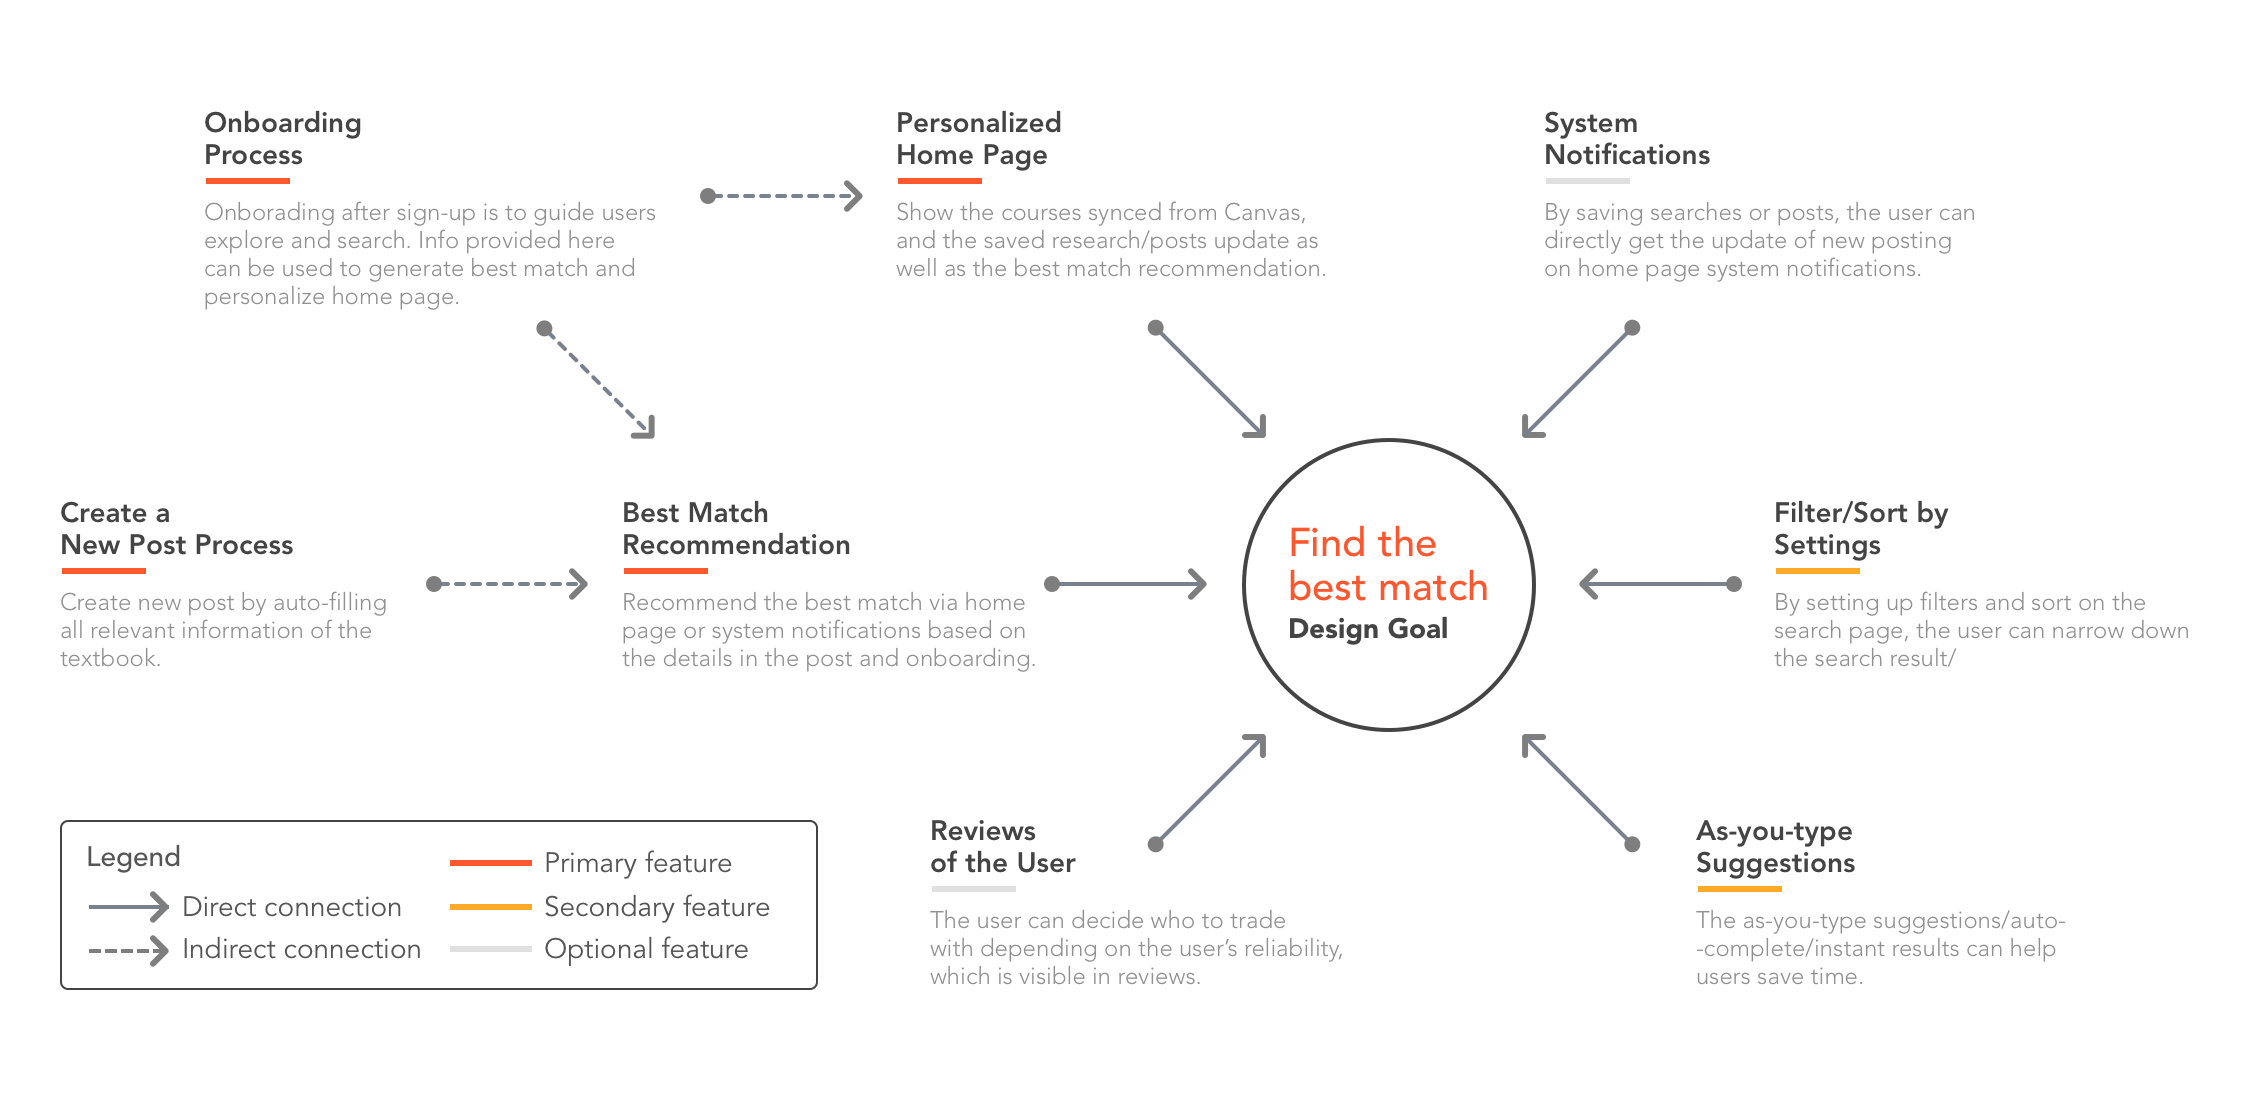 Onboarding
Process
Onborading after sign-up is to guide users
explore and search. Info provided here
can be used to generate best match and
personalize home page.
Personalized
Home Page
Show the courses synced from Canvas,
and the saved research/posts update as
well as the best match recommendation.
System
Notifications
By saving searches or posts, the user can
directly get the update of new posting
on home page system notifications.
Create a
New Post Process
Create new post by auto-filling
all relevant information of the
textbook.
Best Match
Recommendation
Recommend the best match via home
page or system notifications based on
the details in the post and onboarding.
Find the
best match
Design Goal
Filter/Sort by
Settings
By setting up filters and sort on the
search page, the user can narrow down
the search result/
Legend
Direct connection
Indirect connection
Primary feature
Secondary feature
Optional feature
Reviews
of the User
The user can decide who to trade
with depending on the user’s reliability,
which is visible in reviews.
As-you-type
Suggestions
The as-you-type suggestions/auto-
-complete/instant results can help
users save time.